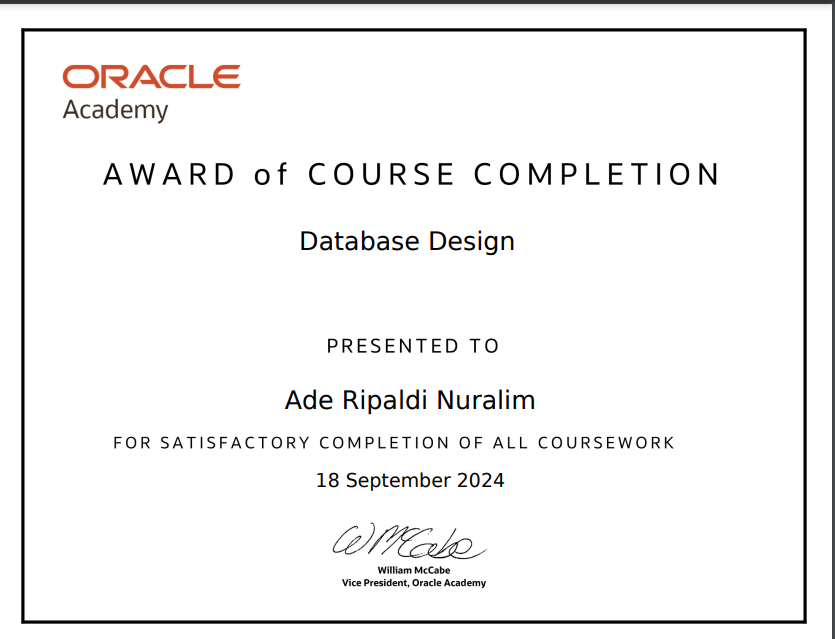 ORACLE
Academy
AWARD of COURSE COMPLETION
Database Design
PRESENTED TO
Ade Ripaldi Nuralim
FOR SATISFACTORY COMPLETION OF ALL COURSEWORK
18 September 2024
W McCabe
William McCabe
Vice President, Oracle Academy